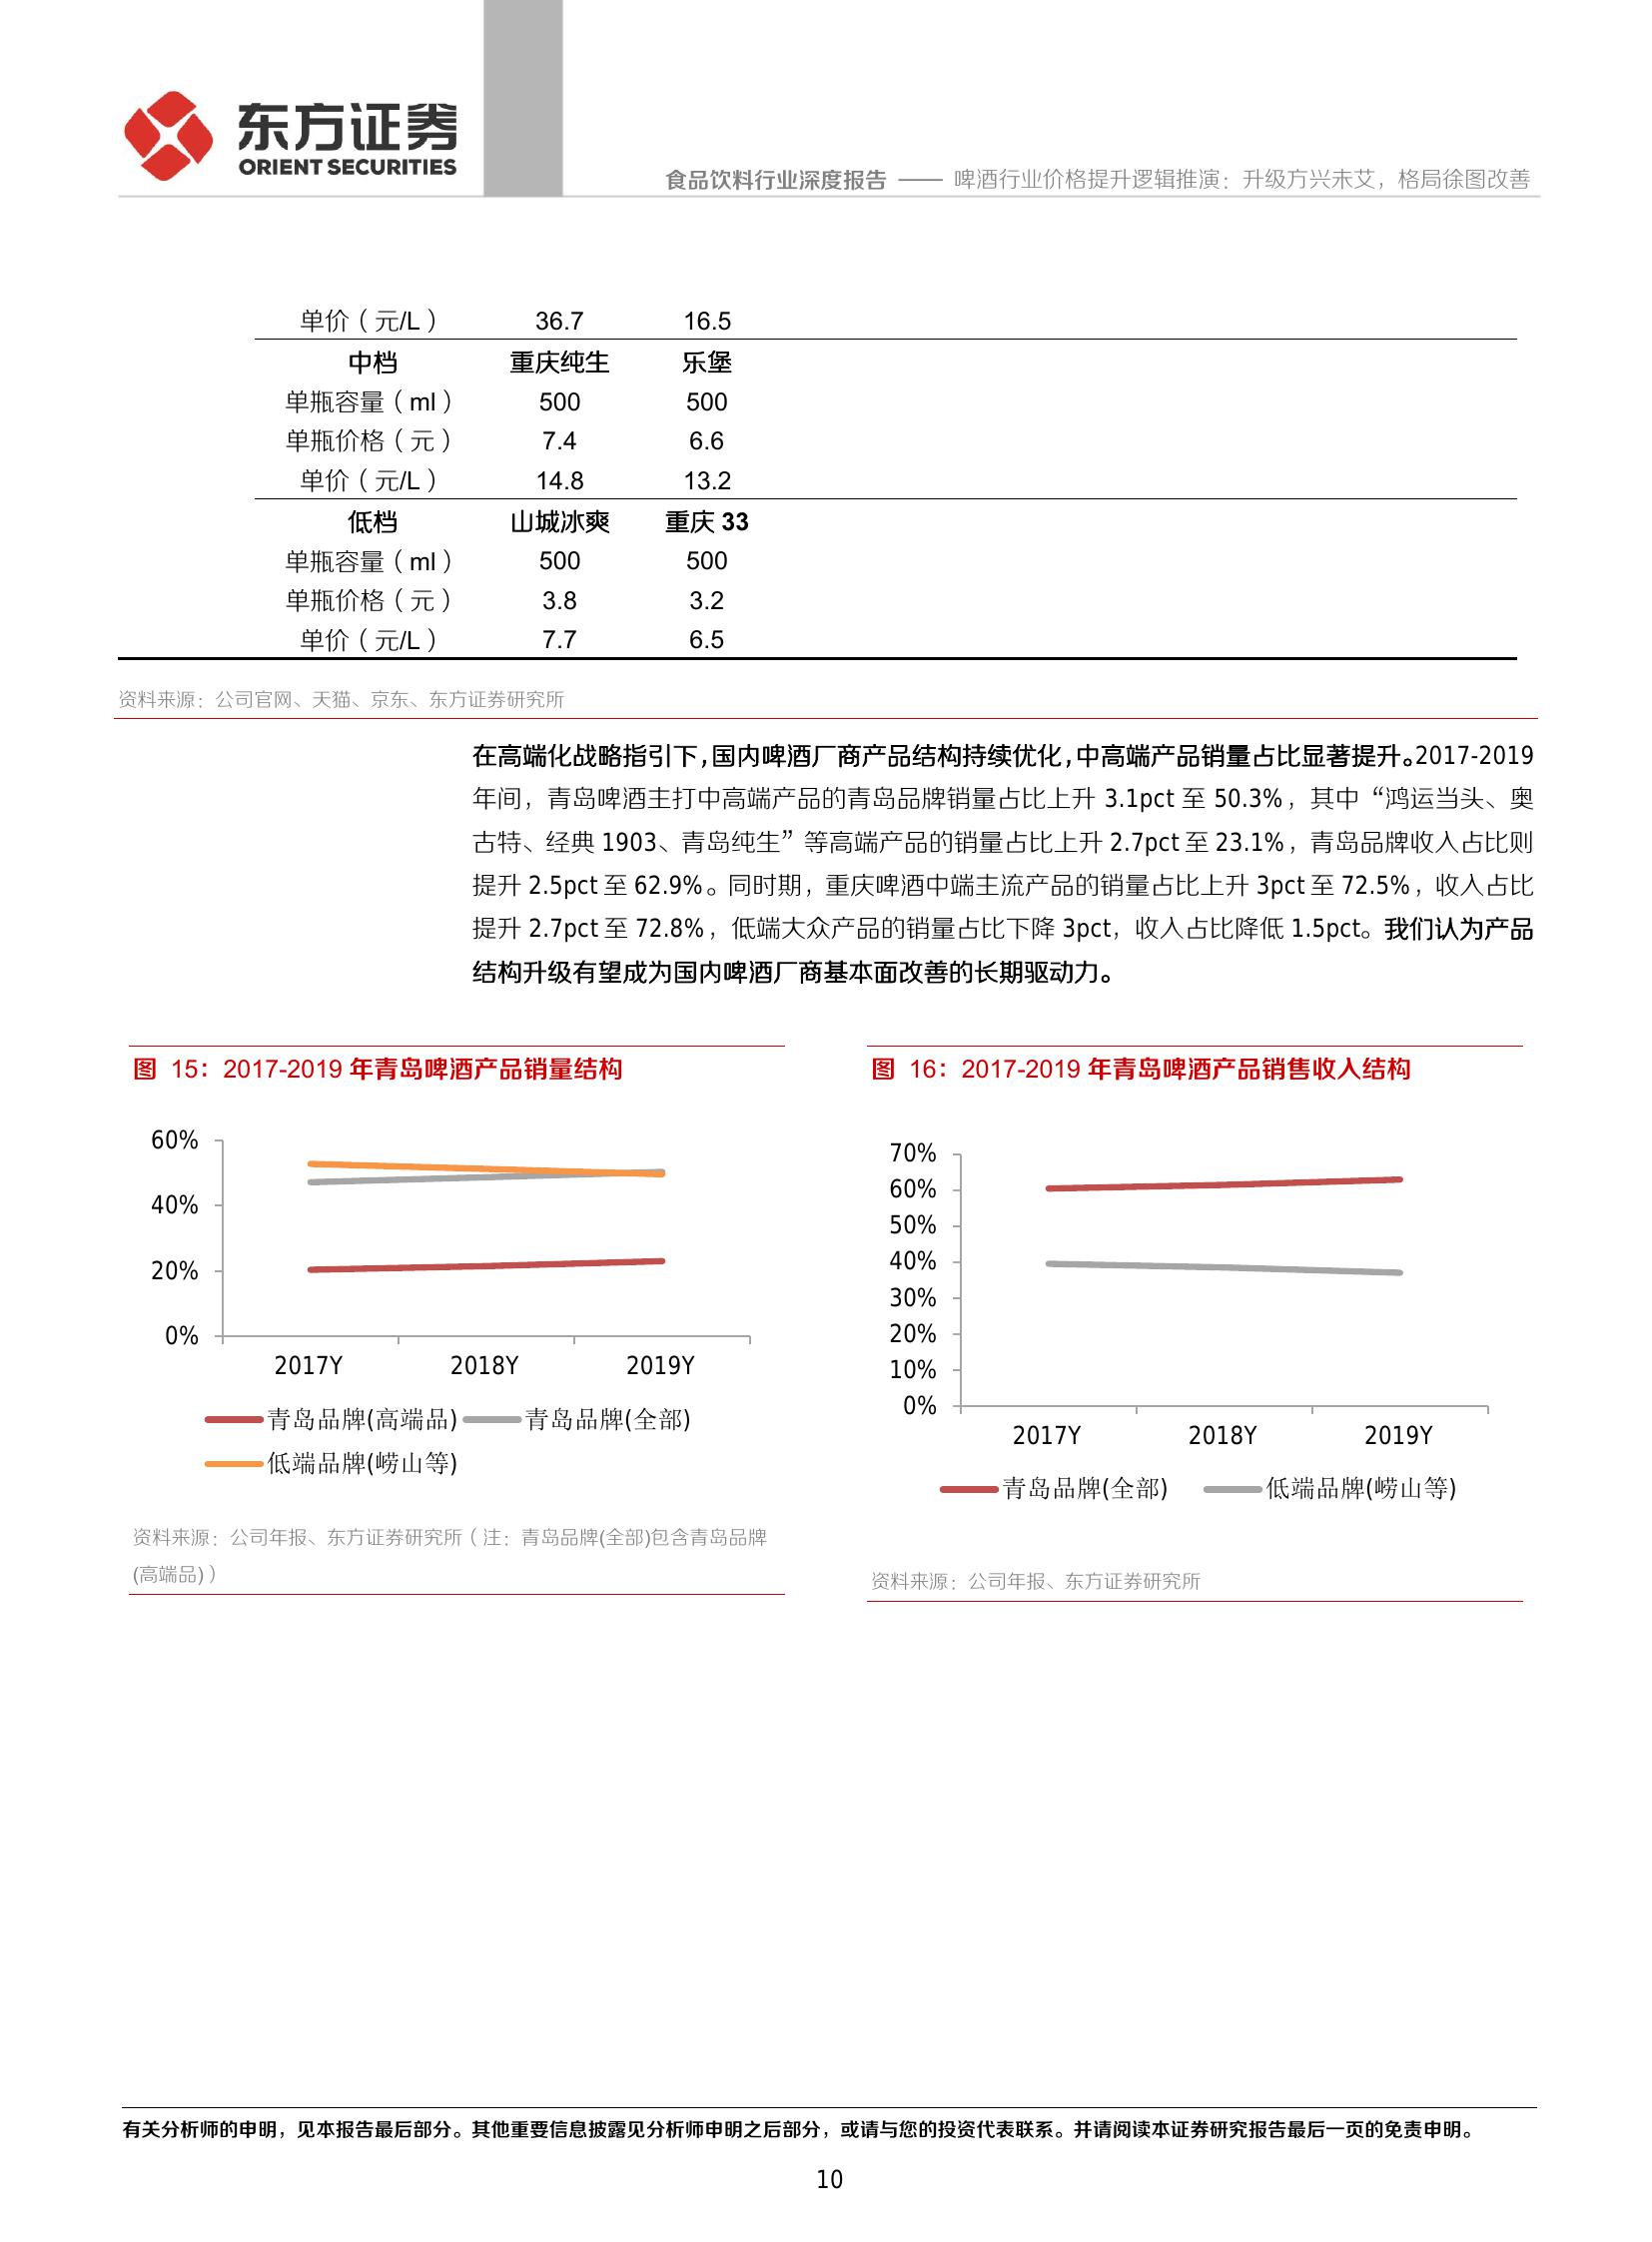 东方证券
ORIENT SECURITIES
食品饮料行业深度报告 —— 啤酒行业价格提升逻辑推演：升级方兴未艾，格局徐图改善
单价（元/L） 36.7 16.5
中档 重庆纯生 乐堡
单瓶容量（ml） 500 500
单瓶价格（元） 7.4 6.6
单价（元/L） 14.8 13.2
低档 山城冰爽 重庆 33
单瓶容量（ml） 500 500
单瓶价格（元） 3.8 3.2
单价（元/L） 7.7 6.5
资料来源：公司官网、天猫、京东、东方证券研究所
在高端化战略指引下，国内啤酒厂商产品结构持续优化，中高端产品销量占比显著提升。2017-2019
年间，青岛啤酒主打中高端产品的青岛品牌销量占比上升 3.1pct 至 50.3%，其中“鸿运当头、奥
古特、经典 1903、青岛纯生”等高端产品的销量占比上升 2.7pct 至 23.1%，青岛品牌收入占比则
提升 2.5pct 至 62.9%。同时期，重庆啤酒中端主流产品的销量占比上升 3pct 至 72.5%，收入占比
提升 2.7pct 至 72.8%，低端大众产品的销量占比下降 3pct，收入占比降低 1.5pct。我们认为产品
结构升级有望成为国内啤酒厂商基本面改善的长期驱动力。
图 15：2017-2019 年青岛啤酒产品销量结构
60%
40%
20%
0%
2017Y 2018Y 2019Y
青岛品牌(高端品) 青岛品牌(全部)
低端品牌(崂山等)
资料来源：公司年报、东方证券研究所（注：青岛品牌(全部)包含青岛品牌
(高端品)）
图 16：2017-2019 年青岛啤酒产品销售收入结构
70%
60%
50%
40%
30%
20%
10%
0%
2017Y 2018Y 2019Y
青岛品牌(全部) 低端品牌(崂山等)
资料来源：公司年报、东方证券研究所
有关分析师的申明，见本报告最后部分。其他重要信息披露见分析师申明之后部分，或请与您的投资代表联系。并请阅读本证券研究报告最后一页的免责申明。
10